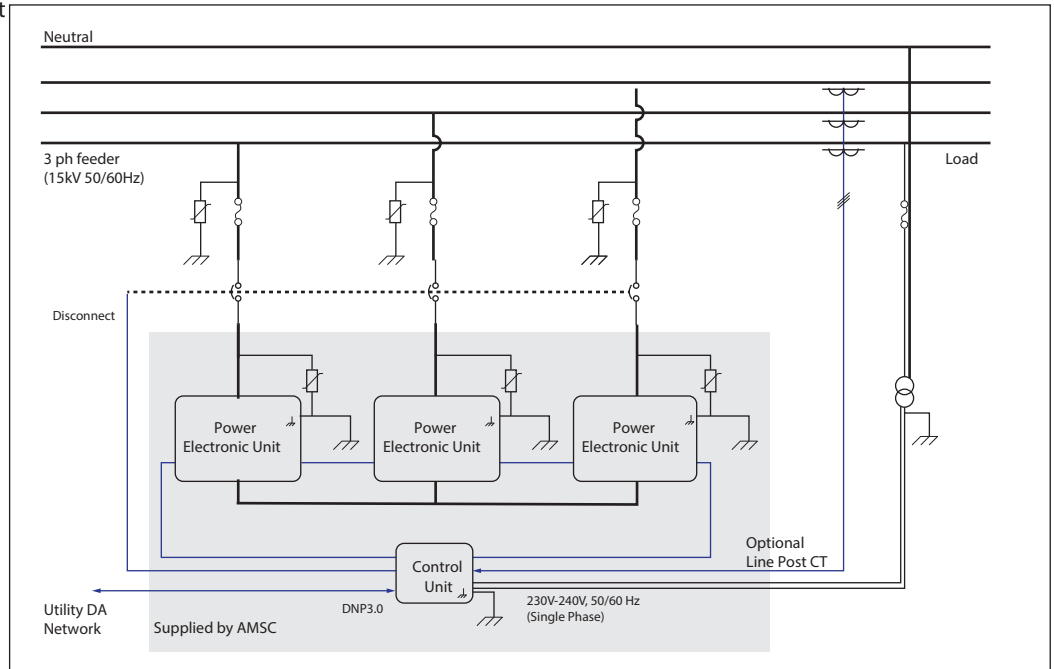 t
Neutral
3 ph feeder
(15kV 50/60Hz)
Load
Disconnect
Power
Electronic Unit
Power
Electronic Unit
Power
Electronic Unit
Optional
Line Post CT
Control
Unit
Utility DA
Network
DNP3.0
230V-240V, 50/60 Hz
(Single Phase)
Supplied by AMSC